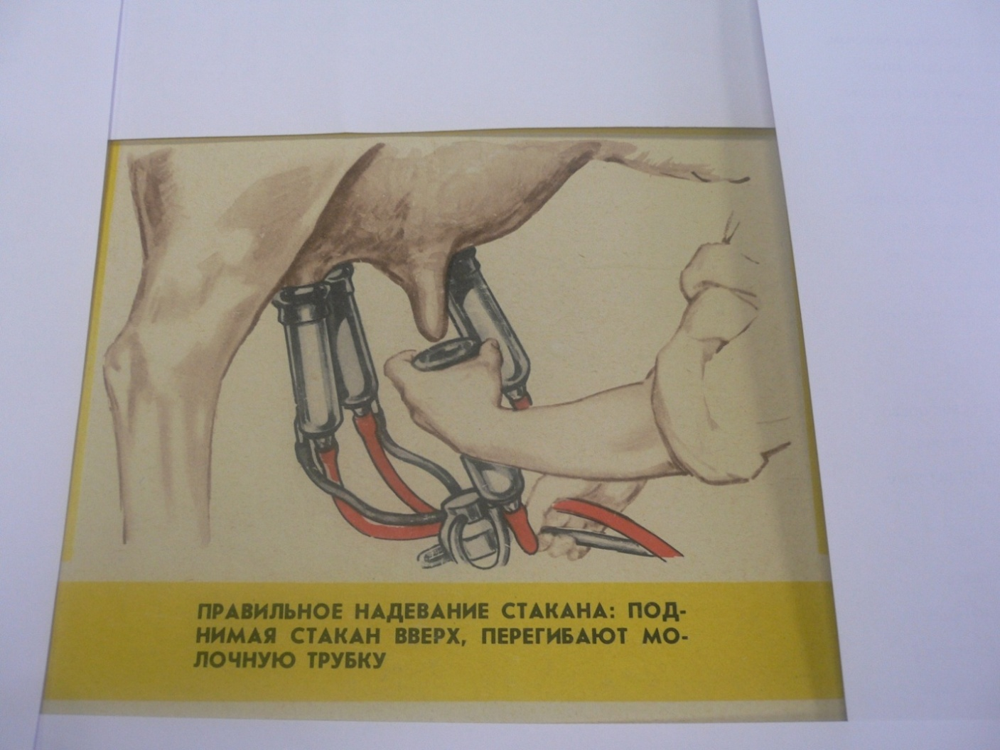 ПРАВИЛЬНОЕ НАДЕВАНИЕ СТАКАНА: ПОД-
НИМАЯ СТАКАН ВВЕРХ, ПЕРЕГИБАЮТ МО-
ЛОЧНУЮ ТРУБКУ